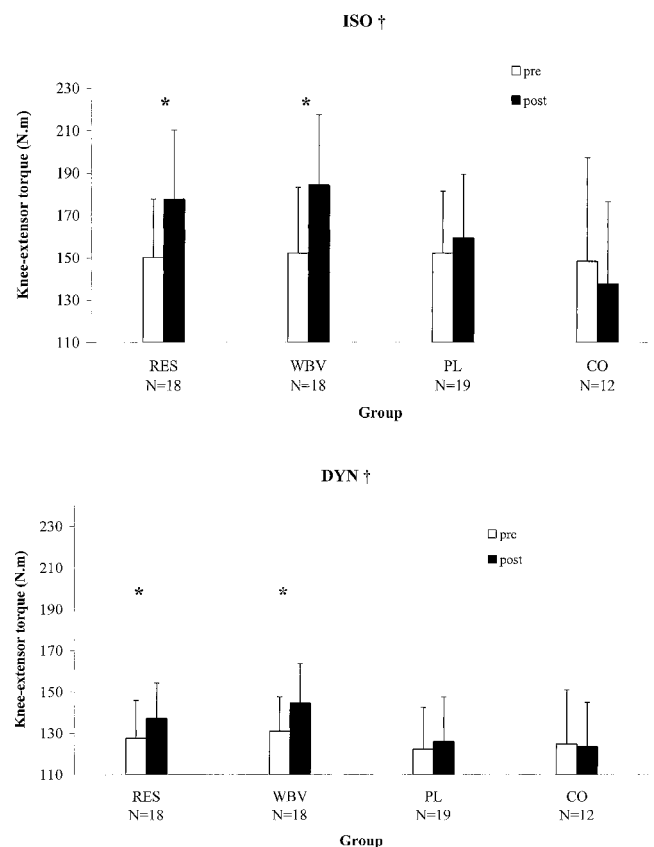 ISO †
pre
post
*
*
Knee-extensor torque (N.m)
230
210
190
170
150
130
110
RES
WBV
PL
CO
N=18
N=18
N=19
N=12
Group
DYN †
pre
post
*
*
Knee-extensor torque (N.m)
230
210
190
170
150
130
110
RES
WBV
PL
CO
N=18
N=18
N=19
N=12
Group